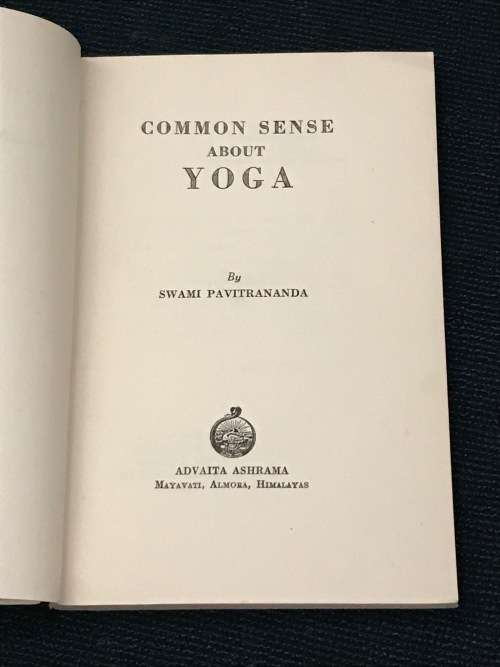 COMMON SENSE
ABOUT
YOGA
By
SWAMI PAVITRANANDA
ADVAITA ASHRAMA
MAYAVATI, ALMORA, HIMALAYAS